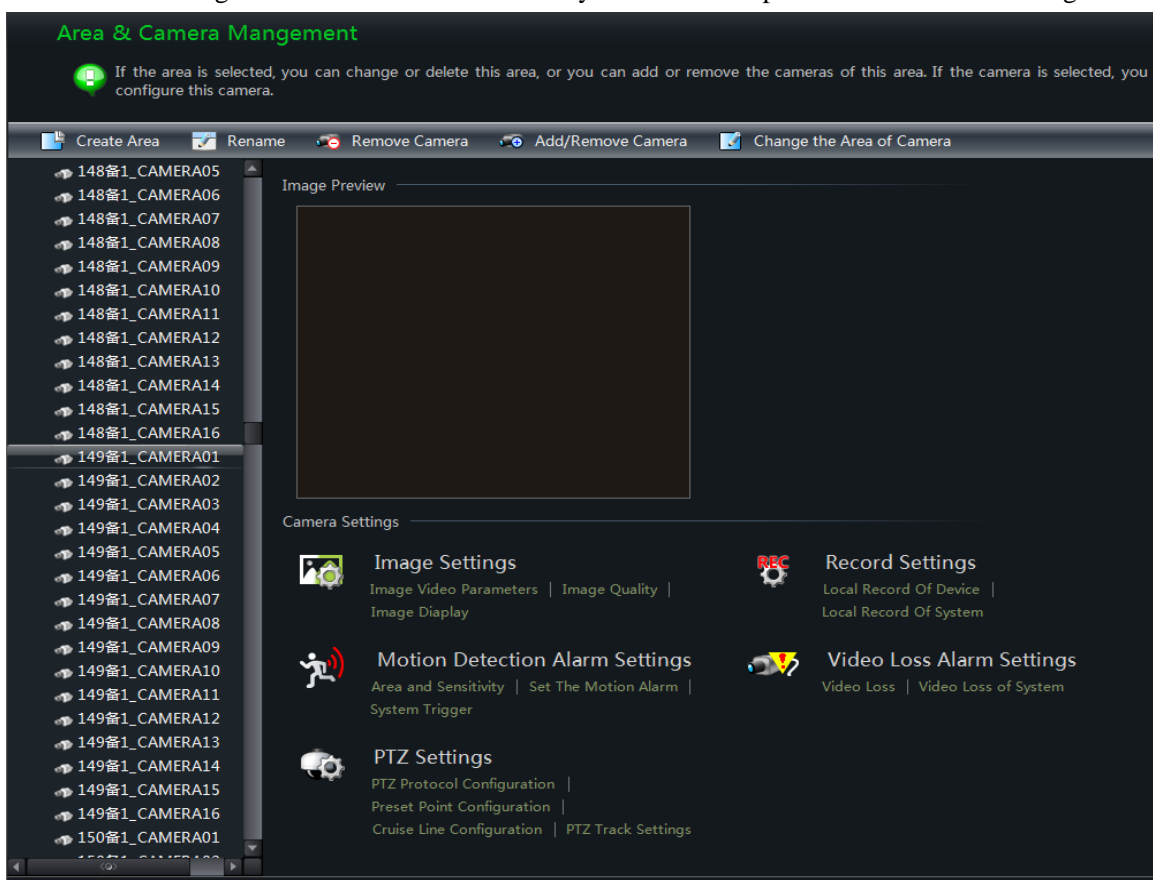 Area & Camera Mangement
If the area is selected, you can change or delete this area, or you can add or remove the cameras of this area. If the camera is selected, you
configure this camera.
Create Area Rename Remove Camera Add/Remove Camera Change the Area of Camera
148备1_CAMERA05
148备1_CAMERA06
148备1_CAMERA07
148备1_CAMERA08
148备1_CAMERA09
148备1_CAMERA10
148备1_CAMERA11
148备1_CAMERA12
148备1_CAMERA13
148备1_CAMERA14
148备1_CAMERA15
148备1_CAMERA16
149备1_CAMERA01
149备1_CAMERA02
149备1_CAMERA03
149备1_CAMERA04
149备1_CAMERA05
149备1_CAMERA06
149备1_CAMERA07
149备1_CAMERA08
149备1_CAMERA09
149备1_CAMERA10
149备1_CAMERA11
149备1_CAMERA12
149备1_CAMERA13
149备1_CAMERA14
149备1_CAMERA15
149备1_CAMERA16
150备1_CAMERA01
Image Preview
Camera Settings
Image Settings
Image Video Parameters | Image Quality |
Image Diaplay
REC
Record Settings
Local Record Of Device |
Local Record Of System
Motion Detection Alarm Settings
Area and Sensitivity | Set The Motion Alarm |
System Trigger
Video Loss Alarm Settings
Video Loss | Video Loss of System
PTZ Settings
PTZ Protocol Configuration |
Preset Point Configuration |
Cruise Line Configuration | PTZ Track Settings